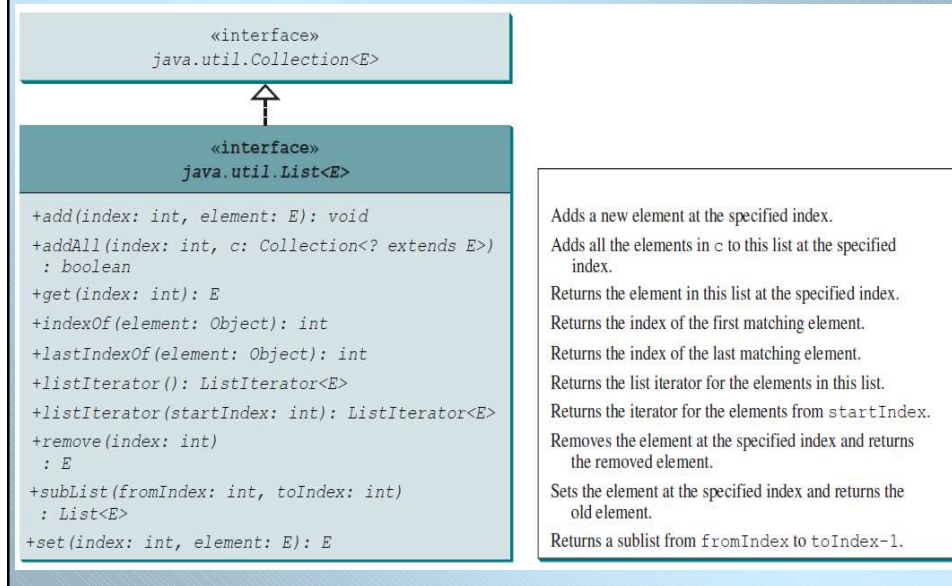 «interface»
java.util.Collection<E>
«interface»
java.util.List<E>
+add(index: int, element: E): void
+addAll(index: int, c: Collection<? extends E>)
: boolean
+get(index: int): E
+indexOf(element: Object): int
+lastIndexOf(element: Object): int
+listIterator(): ListIterator<E>
+listIterator(startIndex: int): ListIterator<E>
+remove(index: int)
: E
+subList(fromIndex: int, toIndex: int)
: List<E>
+set(index: int, element: E): E
Adds a new element at the specified index.
Adds all the elements in c to this list at the specified
index.
Returns the element in this list at the specified index.
Returns the index of the first matching element.
Returns the index of the last matching element.
Returns the list iterator for the elements in this list.
Returns the iterator for the elements from startIndex.
Removes the element at the specified index and returns
the removed element.
Sets the element at the specified index and returns the
old element.
Returns a sublist from fromIndex to toIndex-1.